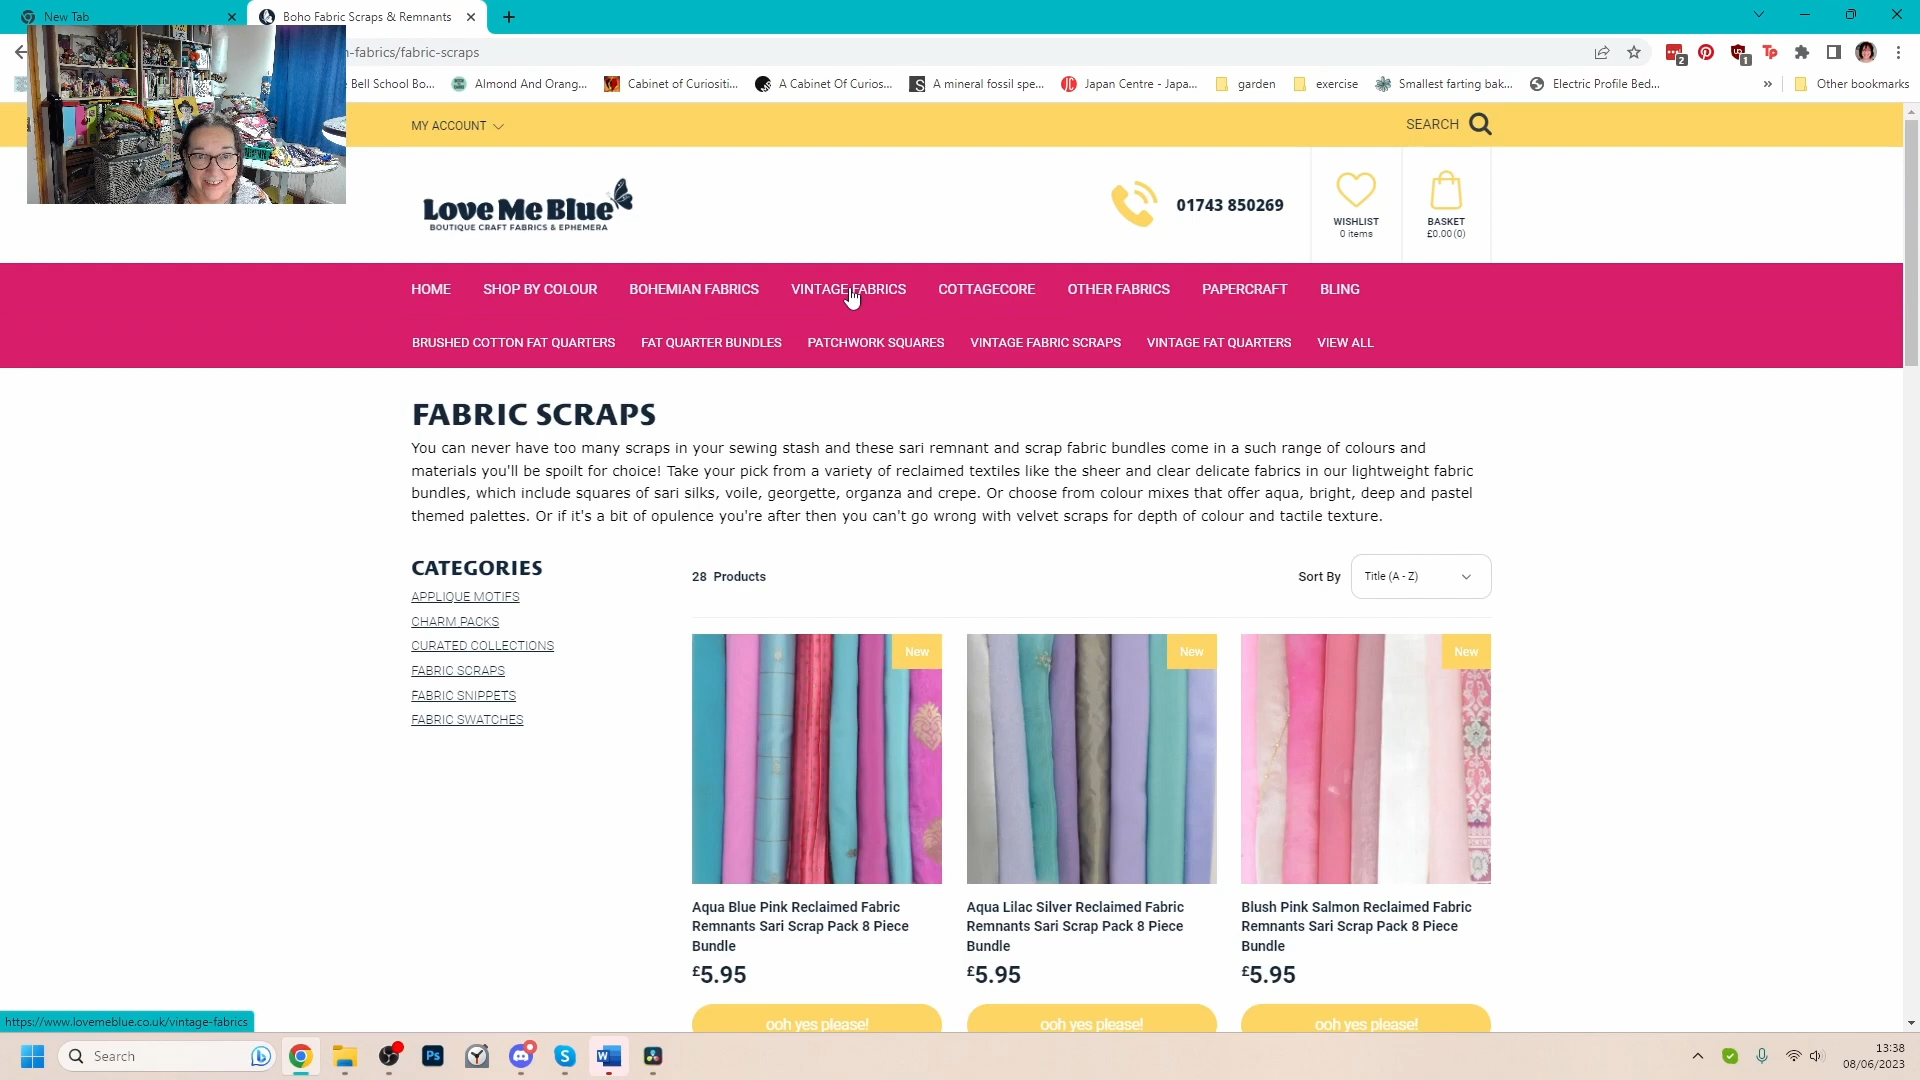 New Tab
Boho Fabric Scraps & Remnants
-fabrics/fabric-scraps
2
1
Bell School Bo...
Almond And Orang...
Cabinet of Curiositi...
A Cabinet Of Curios...
A mineral fossil spe...
Japan Centre - Japa...
garden
exercise
Smallest farting bak...
Electric Profile Bed...
»
Other bookmarks
MY ACCOUNT
SEARCH
Love Me Blue
BOUTIQUE CRAFT FABRICS & EPHEMERA
01743 850269
WISHLIST
0 items
BASKET
£0.00 (0)
HOME
SHOP BY COLOUR
BOHEMIAN FABRICS
VINTAGE FABRICS
COTTAGECORE
OTHER FABRICS
PAPERCRAFT
BLING
BRUSHED COTTON FAT QUARTERS
FAT QUARTER BUNDLES
PATCHWORK SQUARES
VINTAGE FABRIC SCRAPS
VINTAGE FAT QUARTERS
VIEW ALL
FABRIC SCRAPS
You can never have too many scraps in your sewing stash and these sari remnant and scrap fabric bundles come in a such range of colours and
materials you'll be spoilt for choice! Take your pick from a variety of reclaimed textiles like the sheer and clear delicate fabrics in our lightweight fabric
bundles, which include squares of sari silks, voile, georgette, organza and crepe. Or choose from colour mixes that offer aqua, bright, deep and pastel
themed palettes. Or if it's a bit of opulence you're after then you can't go wrong with velvet scraps for depth of colour and tactile texture.
CATEGORIES
APPLIQUE MOTIFS
CHARM PACKS
CURATED COLLECTIONS
FABRIC SCRAPS
FABRIC SNIPPETS
FABRIC SWATCHES
28 Products
Sort By
Title (A - Z)
New
New
New
Aqua Blue Pink Reclaimed Fabric
Remnants Sari Scrap Pack 8 Piece
Bundle
£5.95
ooh yes please!
Aqua Lilac Silver Reclaimed Fabric
Remnants Sari Scrap Pack 8 Piece
Bundle
£5.95
ooh yes please!
Blush Pink Salmon Reclaimed Fabric
Remnants Sari Scrap Pack 8 Piece
Bundle
£5.95
ooh yes please!
https://www.lovemeblue.co.uk/vintage-fabrics
Search
Ps
13:38
08/06/2023